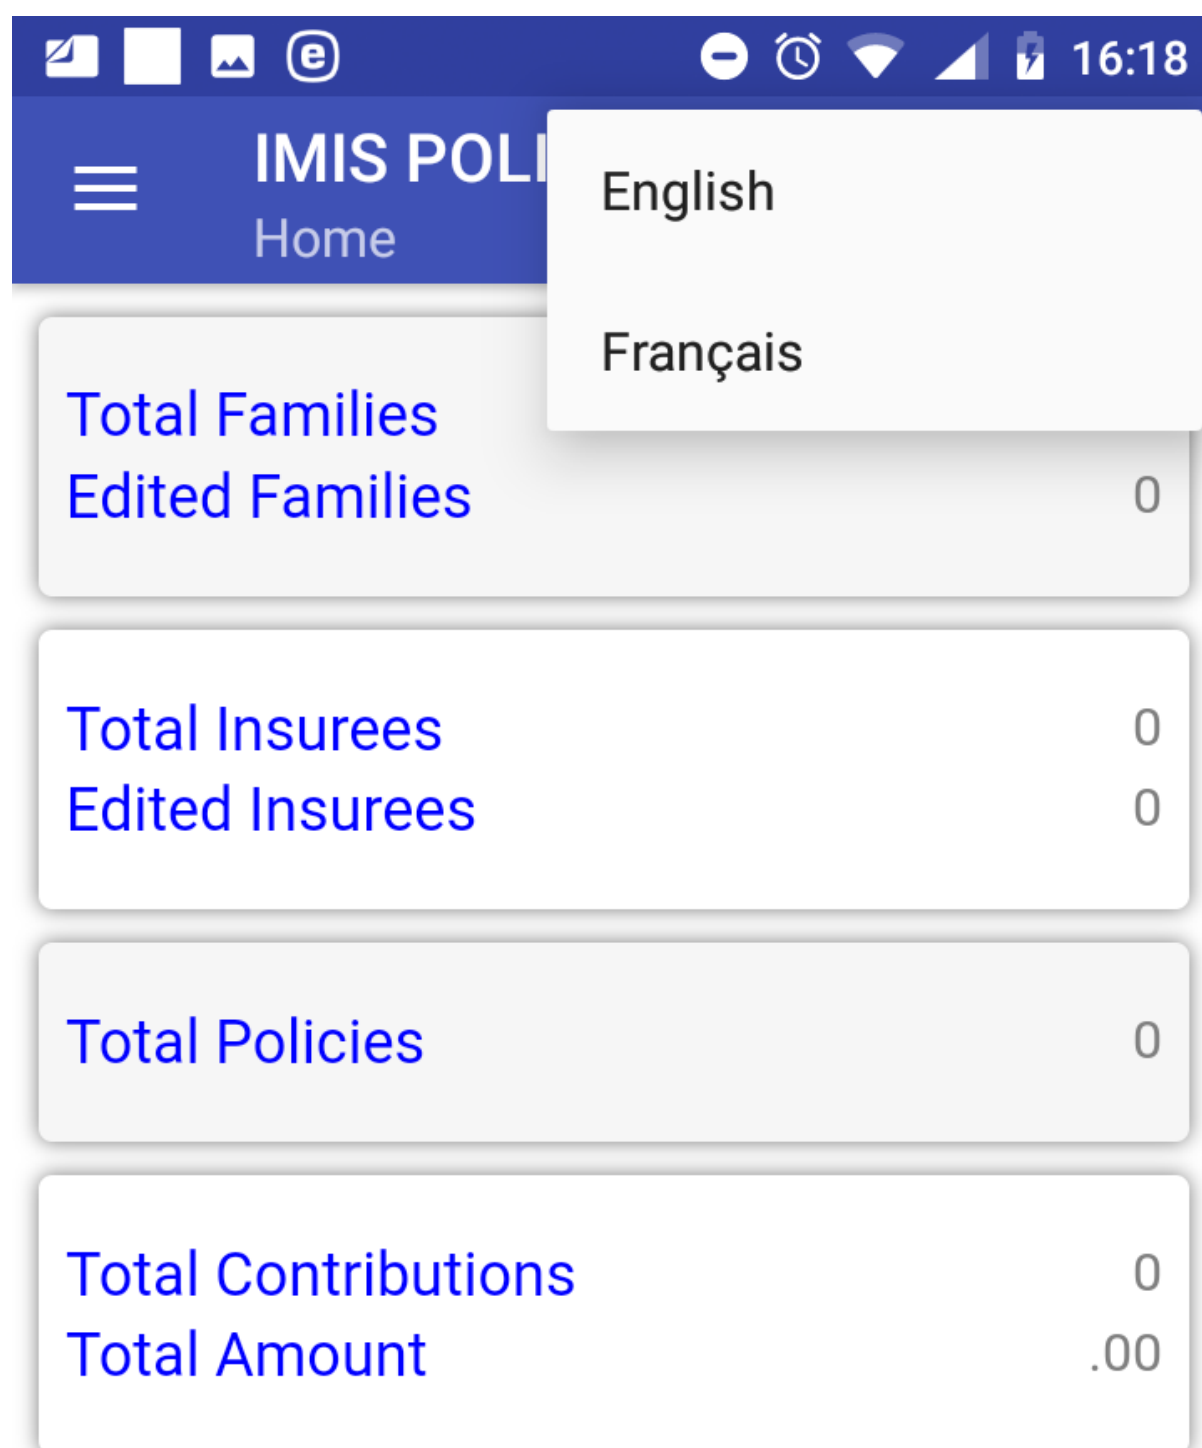 16:18
IMIS POLI
Home
English
Français
Total Families
Edited Families 0
Total Insurees 0
Edited Insurees 0
Total Policies 0
Total Contributions 0
Total Amount .00